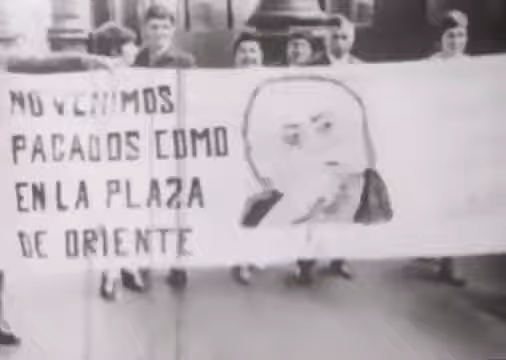 NO VENIMOS
PAGADOS COMO
EN LA PLAZA
DE ORIENTE